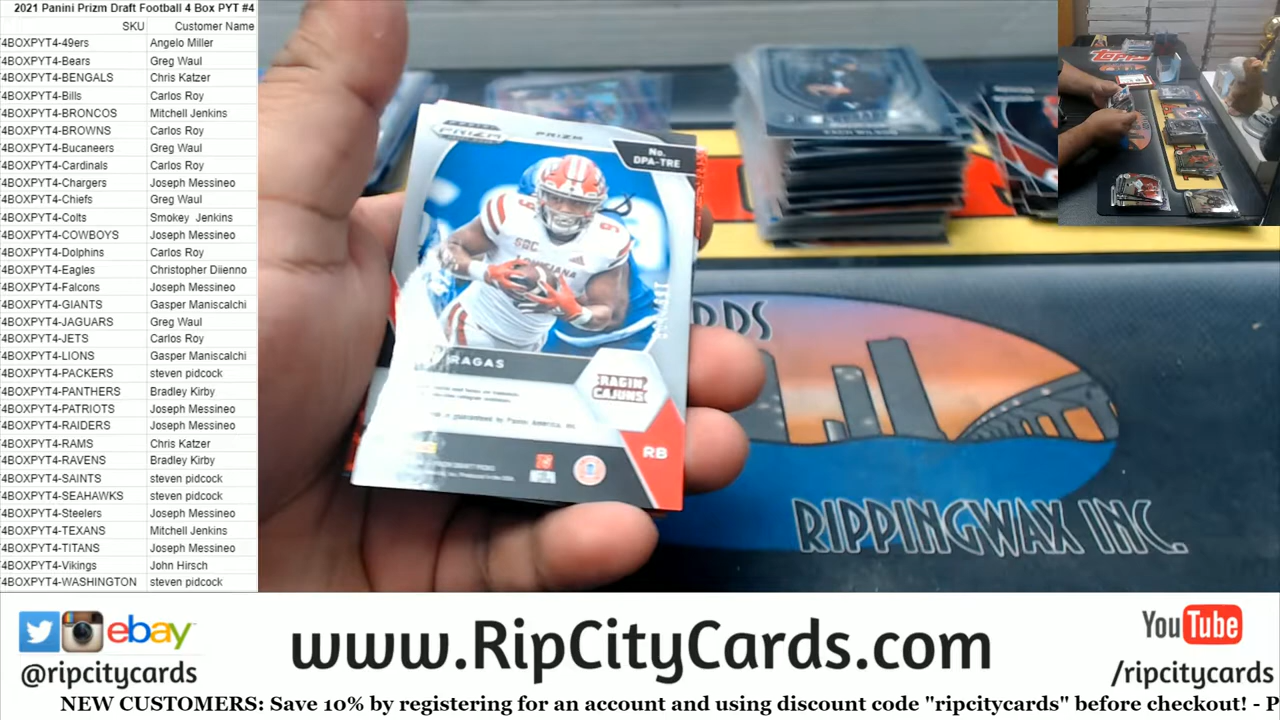 2021 Panini Prizm Draft Football 4 Box PYT #4
SKU Customer Name
4BOXPYT4-49ers Angelo Miller
4BOXPYT4-Bears Greg Waul
4BOXPYT4-BENGALS Chris Katzer
4BOXPYT4-Bills Carlos Roy
4BOXPYT4-BRONCOS Mitchell Jenkins
4BOXPYT4-BROWNS Carlos Roy
4BOXPYT4-Bucaneers Greg Waul
4BOXPYT4-Cardinals Carlos Roy
4BOXPYT4-Chargers Joseph Messineo
4BOXPYT4-Chiefs Greg Waul
4BOXPYT4-Colts Smokey Jenkins
4BOXPYT4-COWBOYS Joseph Messineo
4BOXPYT4-Dolphins Carlos Roy
4BOXPYT4-Eagles Christopher Diienno
4BOXPYT4-Falcons Joseph Messineo
4BOXPYT4-GIANTS Gasper Maniscalchi
4BOXPYT4-JAGUARS Greg Waul
4BOXPYT4-JETS Carlos Roy
4BOXPYT4-LIONS Gasper Maniscalchi
4BOXPYT4-PACKERS steven pidcock
4BOXPYT4-PANTHERS Bradley Kirby
4BOXPYT4-PATRIOTS Joseph Messineo
4BOXPYT4-RAIDERS Joseph Messineo
4BOXPYT4-RAMS Chris Katzer
4BOXPYT4-RAVENS Bradley Kirby
4BOXPYT4-SAINTS steven pidcock
4BOXPYT4-SEAHAWKS steven pidcock
4BOXPYT4-Steelers Joseph Messineo
4BOXPYT4-TEXANS Mitchell Jenkins
4BOXPYT4-TITANS Joseph Messineo
4BOXPYT4-Vikings John Hirsch
4BOXPYT4-WASHINGTON steven pidcock
PRIZM
PRIZM
No.
DPA-TRE
9
LOUISIANA
RAGAS
RAGIN
CAJUNS
RB
ZACH WILSON
Topps
RDS
RIPPINGWAX INC.
ebay
@ripcitycards
www.RipCityCards.com
YouTube
/ripcitycards
NEW CUSTOMERS: Save 10% by registering for an account and using discount code "ripcitycards" before checkout! - P